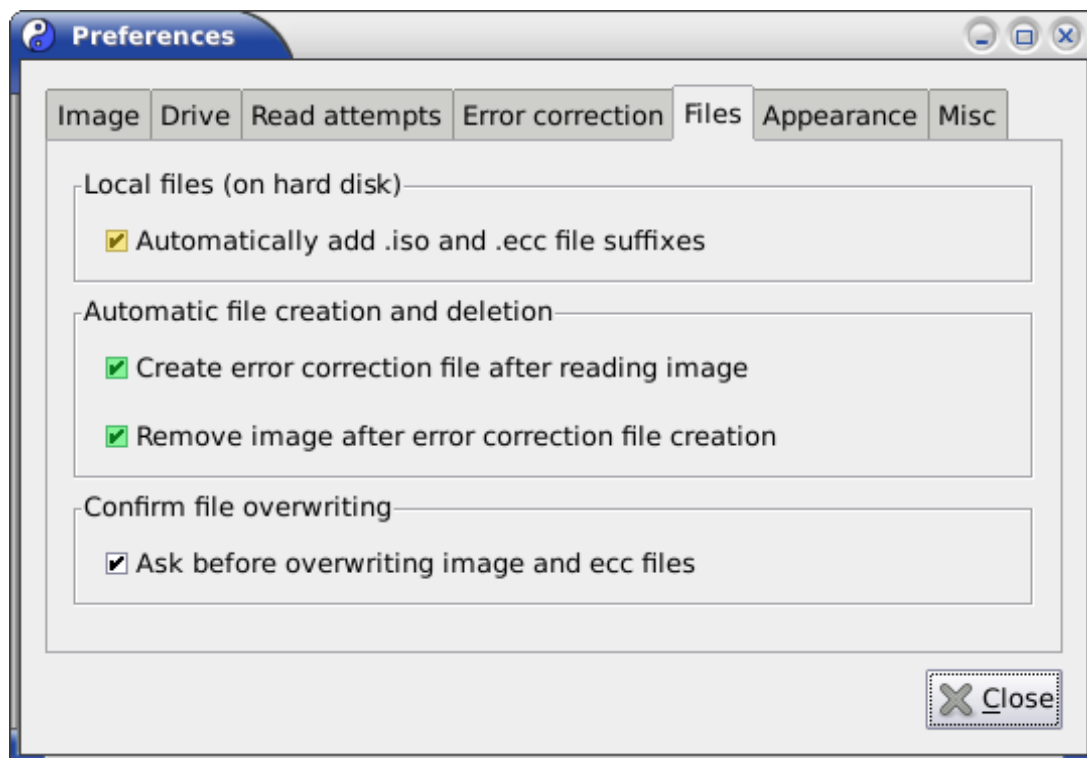 Preferences
Image Drive Read attempts Error correction Files Appearance Misc
Local files (on hard disk)
Automatically add .iso and .ecc file suffixes
Automatic file creation and deletion
Create error correction file after reading image
Remove image after error correction file creation
Confirm file overwriting
Ask before overwriting image and ecc files
Close